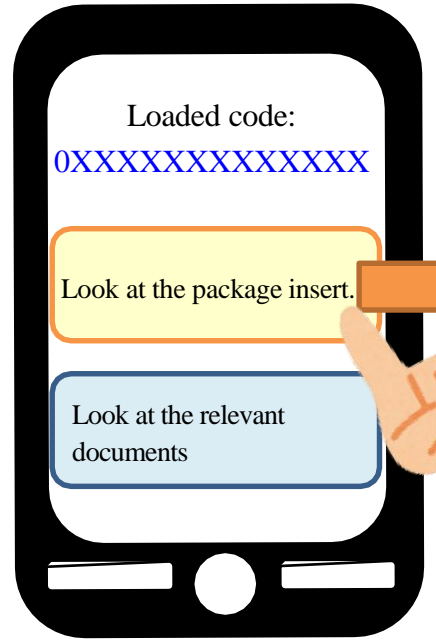 Loaded code:
0XXXXXXXXXXXXX
Look at the package insert.
Look at the relevant
documents